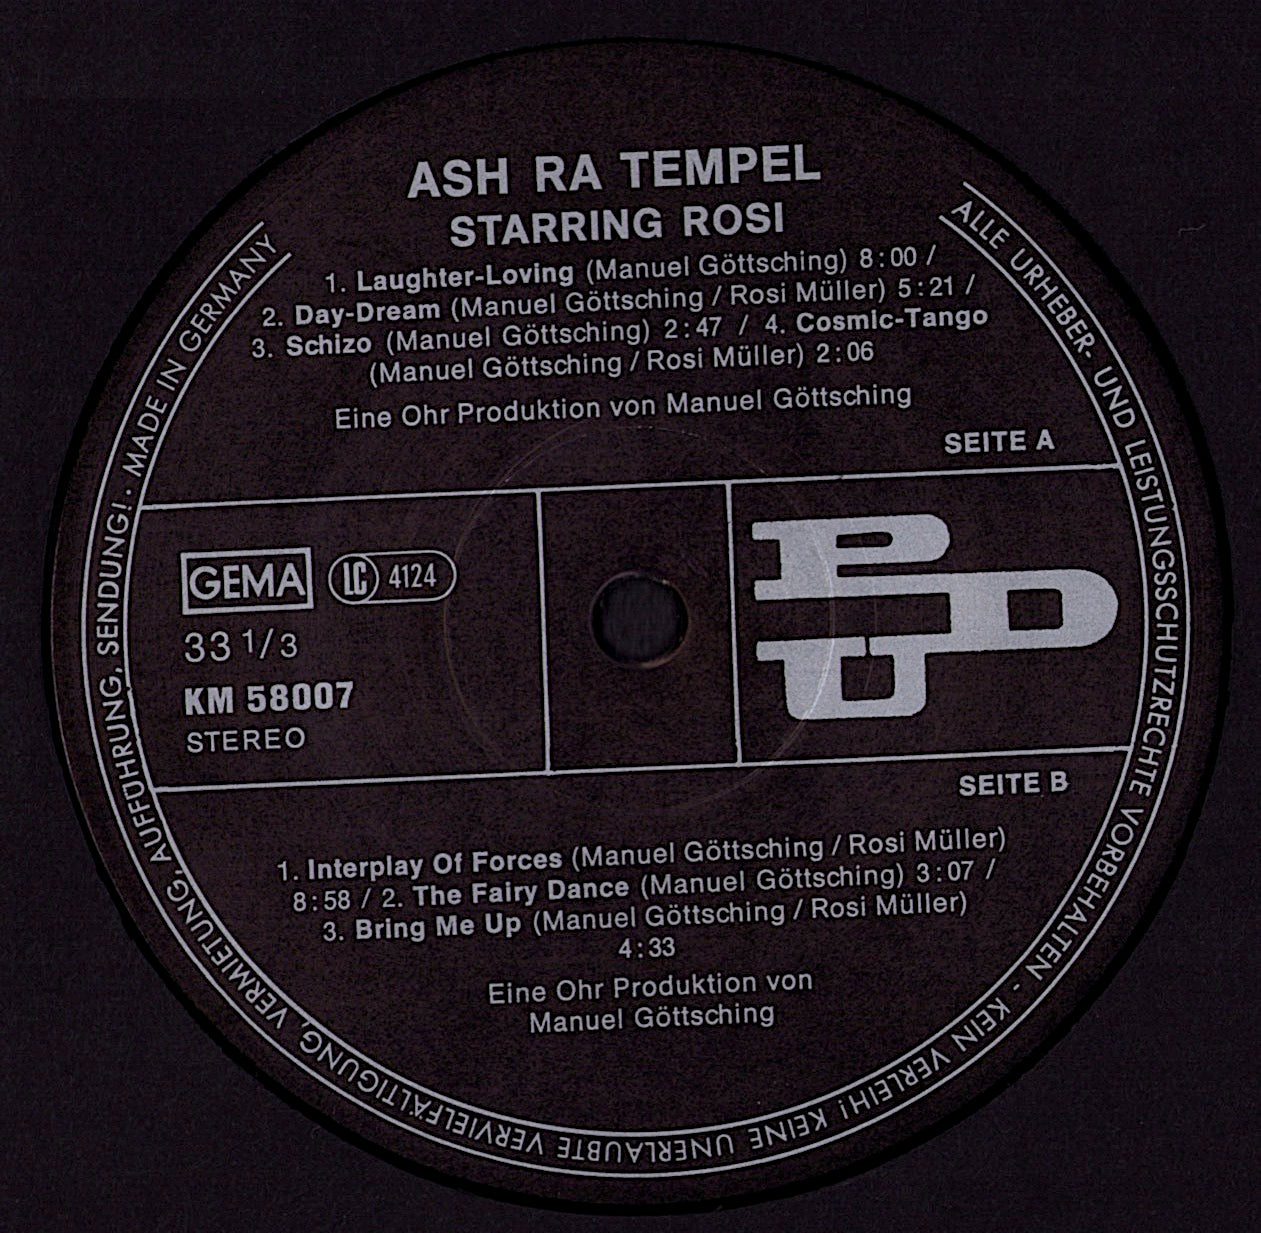 ASH RA TEMPEL
STARRING ROSI
1. Laughter-Loving (Manuel Göttsching) 8:00 /
2. Day-Dream (Manuel Göttsching / Rosi Müller) 5:21 /
3. Schizo (Manuel Göttsching) 2:47 / 4. Cosmic-Tango
(Manuel Göttsching / Rosi Müller) 2:06
Eine Ohr Produktion von Manuel Göttsching
SEITE A
GEMA LC 4124
33 1/3
KM 58007
STEREO
PDU
SEITE B
1. Interplay Of Forces (Manuel Göttsching / Rosi Müller)
8:58 / 2. The Fairy Dance (Manuel Göttsching) 3:07 /
3. Bring Me Up (Manuel Göttsching / Rosi Müller)
4:33
Eine Ohr Produktion von
Manuel Göttsching
ALLE URHEBER- UND LEISTUNGSSCHUTZRECHTE VORBEHALTEN - KEIN VERLEIH! KEINE UNERLAUBTE VERVIELFÄLTIGUNG, VERMIETUNG, AUFFÜHRUNG, SENDUNG!. MADE IN GERMANY